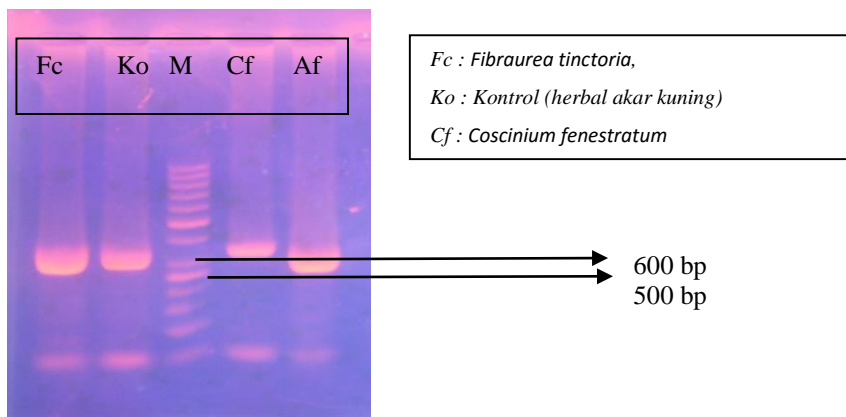 Fc Ko M Cf Af
Fc : Fibraurea tinctoria,
Ko : Kontrol (herbal akar kuning)
Cf : Coscinium fenestratum
600 bp
500 bp